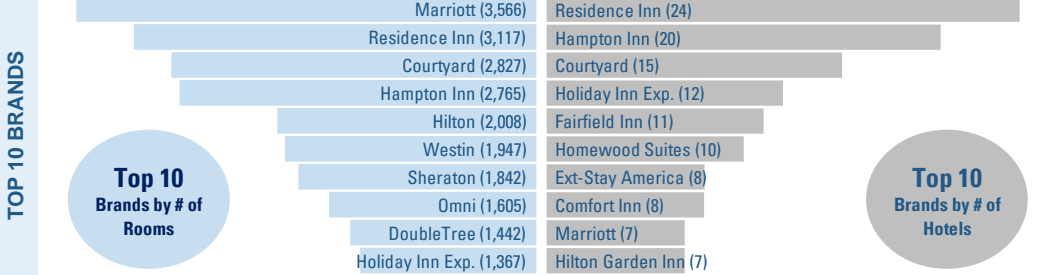 TOP 10 BRANDS
Marriott (3,566)
Residence Inn (3,117)
Courtyard (2,827)
Hampton Inn (2,765)
Hilton (2,008)
Westin (1,947)
Sheraton (1,842)
Omni (1,605)
DoubleTree (1,442)
Holiday Inn Exp. (1,367)
Top 10
Brands by # of
Rooms
Residence Inn (24)
Hampton Inn (20)
Courtyard (15)
Holiday Inn Exp. (12)
Fairfield Inn (11)
Homewood Suites (10)
Ext-Stay America (8)
Comfort Inn (8)
Marriott (7)
Hilton Garden Inn (7)
Top 10
Brands by # of
Hotels